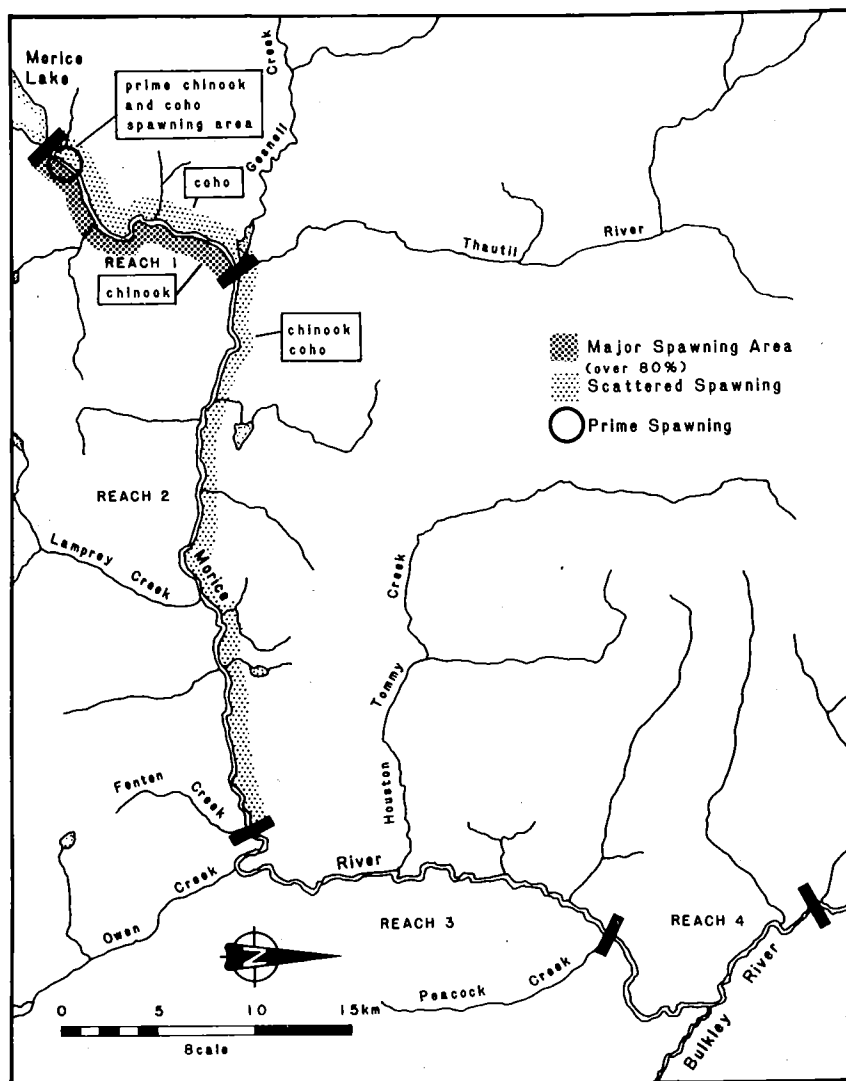 Morice
Lake
prime chinook
and coho
spawning area
Creek
Gosnell
coho
REACH 1
chinook
Thautil
River
chinook
coho
Major Spawning Area
(over 80%)
Scattered Spawning
Prime Spawning
REACH 2
Lamprey Creek
Morice
Creek
Tommy
Houston
Fenten
Creek
River
Owen Creek
REACH 3
REACH 4
N
Peacock Creek
Bulkley River
0 5 10 15km
Scale